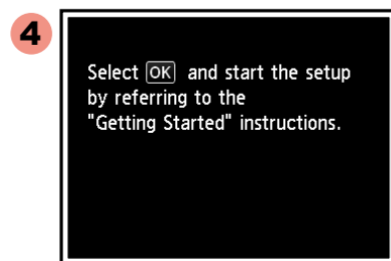 4
Select OK and start the setup
by referring to the
"Getting Started" instructions.